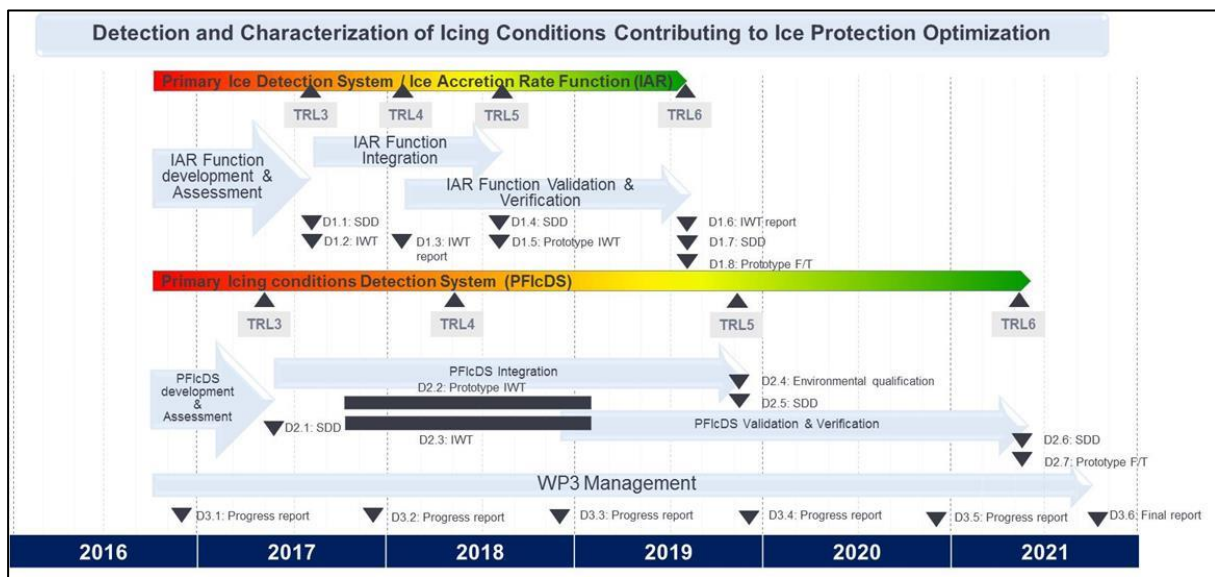 Detection and Characterization of Icing Conditions Contributing to Ice Protection Optimization
Primary Ice Detection System / Ice Accretion Rate Function (IAR)
TRL3
TRL4
TRL5
TRL6
IAR Function
development &
Assessment
IAR Function
Integration
IAR Function Validation &
Verification
D1.1: SDD
D1.2: IWT
D1.3: IWT
report
D1.4: SDD
D1.5: Prototype IWT
D1.6: IWT report
D1.7: SDD
D1.8: Prototype F/T
Primary Icing conditions Detection System (PFIcDS)
TRL3
TRL4
TRL5
TRL6
PFIcDS
development
&
Assessment
PFIcDS Integration
D2.2: Prototype IWT
D2.1: SDD
D2.3: IWT
D2.4: Environmental qualification
D2.5: SDD
PFIcDS Validation & Verification
D2.6: SDD
D2.7: Prototype F/T
WP3 Management
D3.1: Progress report
D3.2: Progress report
D3.3: Progress report
D3.4: Progress report
D3.5: Progress report
D3.6: Final report
2016
2017
2018
2019
2020
2021